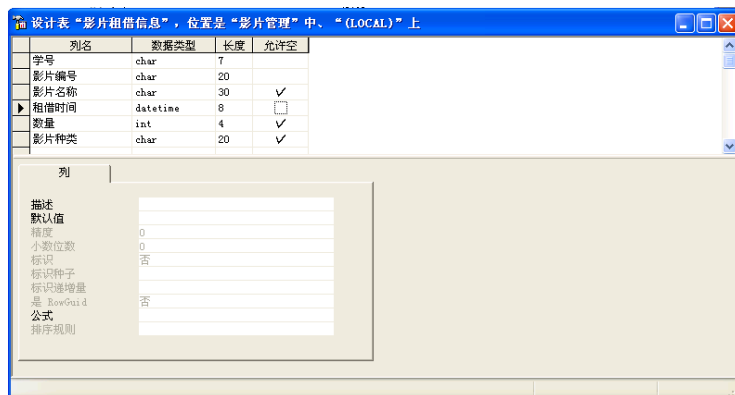 设计表“影片租借信息”，位置是“影片管理”中、“(LOCAL)”上
列名 数据类型 长度 允许空
学号 char 7
影片编号 char 20
影片名称 char 30 ✓
租借时间 datetime 8
数量 int 4 ✓
影片种类 char 20 ✓
列
描述
默认值
精度 0
小数位数 0
标识 否
标识种子
标识递增量
是 RowGuid 否
公式
排序规则